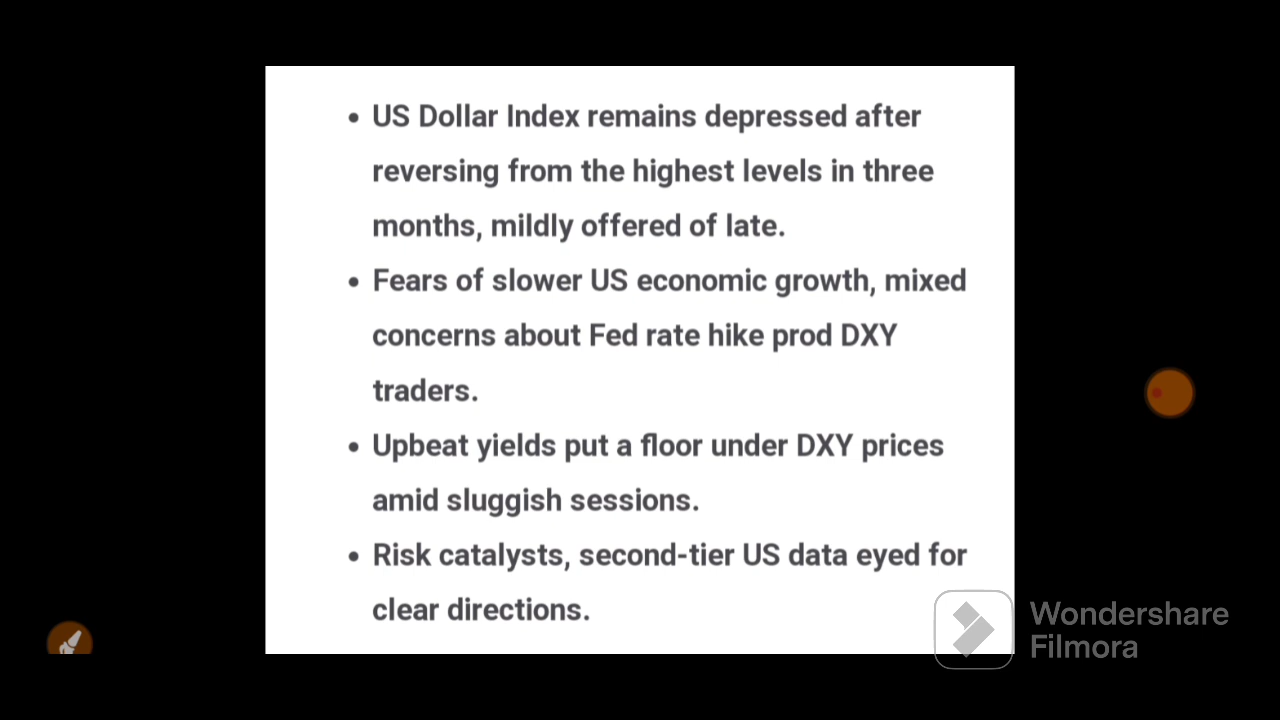 • US Dollar Index remains depressed after
reversing from the highest levels in three
months, mildly offered of late.
• Fears of slower US economic growth, mixed
concerns about Fed rate hike prod DXY
traders.
• Upbeat yields put a floor under DXY prices
amid sluggish sessions.
• Risk catalysts, second-tier US data eyed for
clear directions.
Wondershare
Filmora